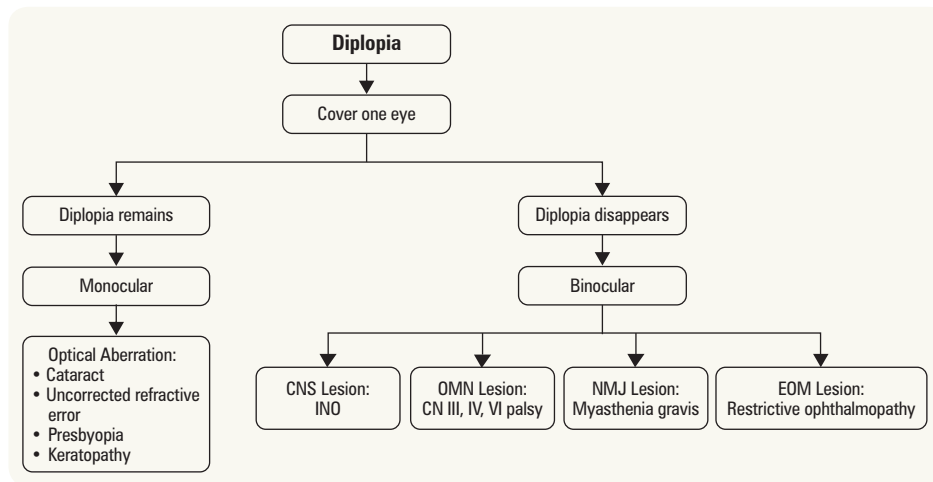 Diplopia
Cover one eye
Diplopia remains
Diplopia disappears
Monocular
Binocular
Optical Aberration:
• Cataract
• Uncorrected refractive
error
• Presbyopia
• Keratopathy
CNS Lesion:
INO
OMN Lesion:
CN III, IV, VI palsy
NMJ Lesion:
Myasthenia gravis
EOM Lesion:
Restrictive ophthalmopathy